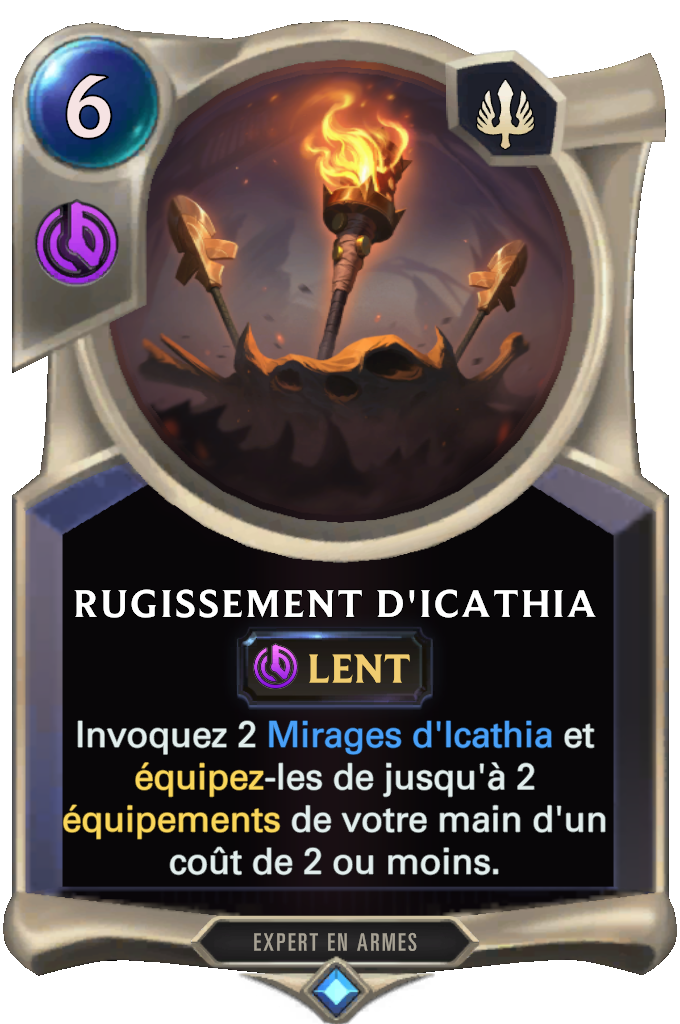 6
RUGISSEMENT D'ICATHIA
LENT
Invoquez 2 Mirages d'Icathia et
équipez-les de jusqu'à 2
équipements de votre main d'un
coût de 2 ou moins.
EXPERT EN ARMES